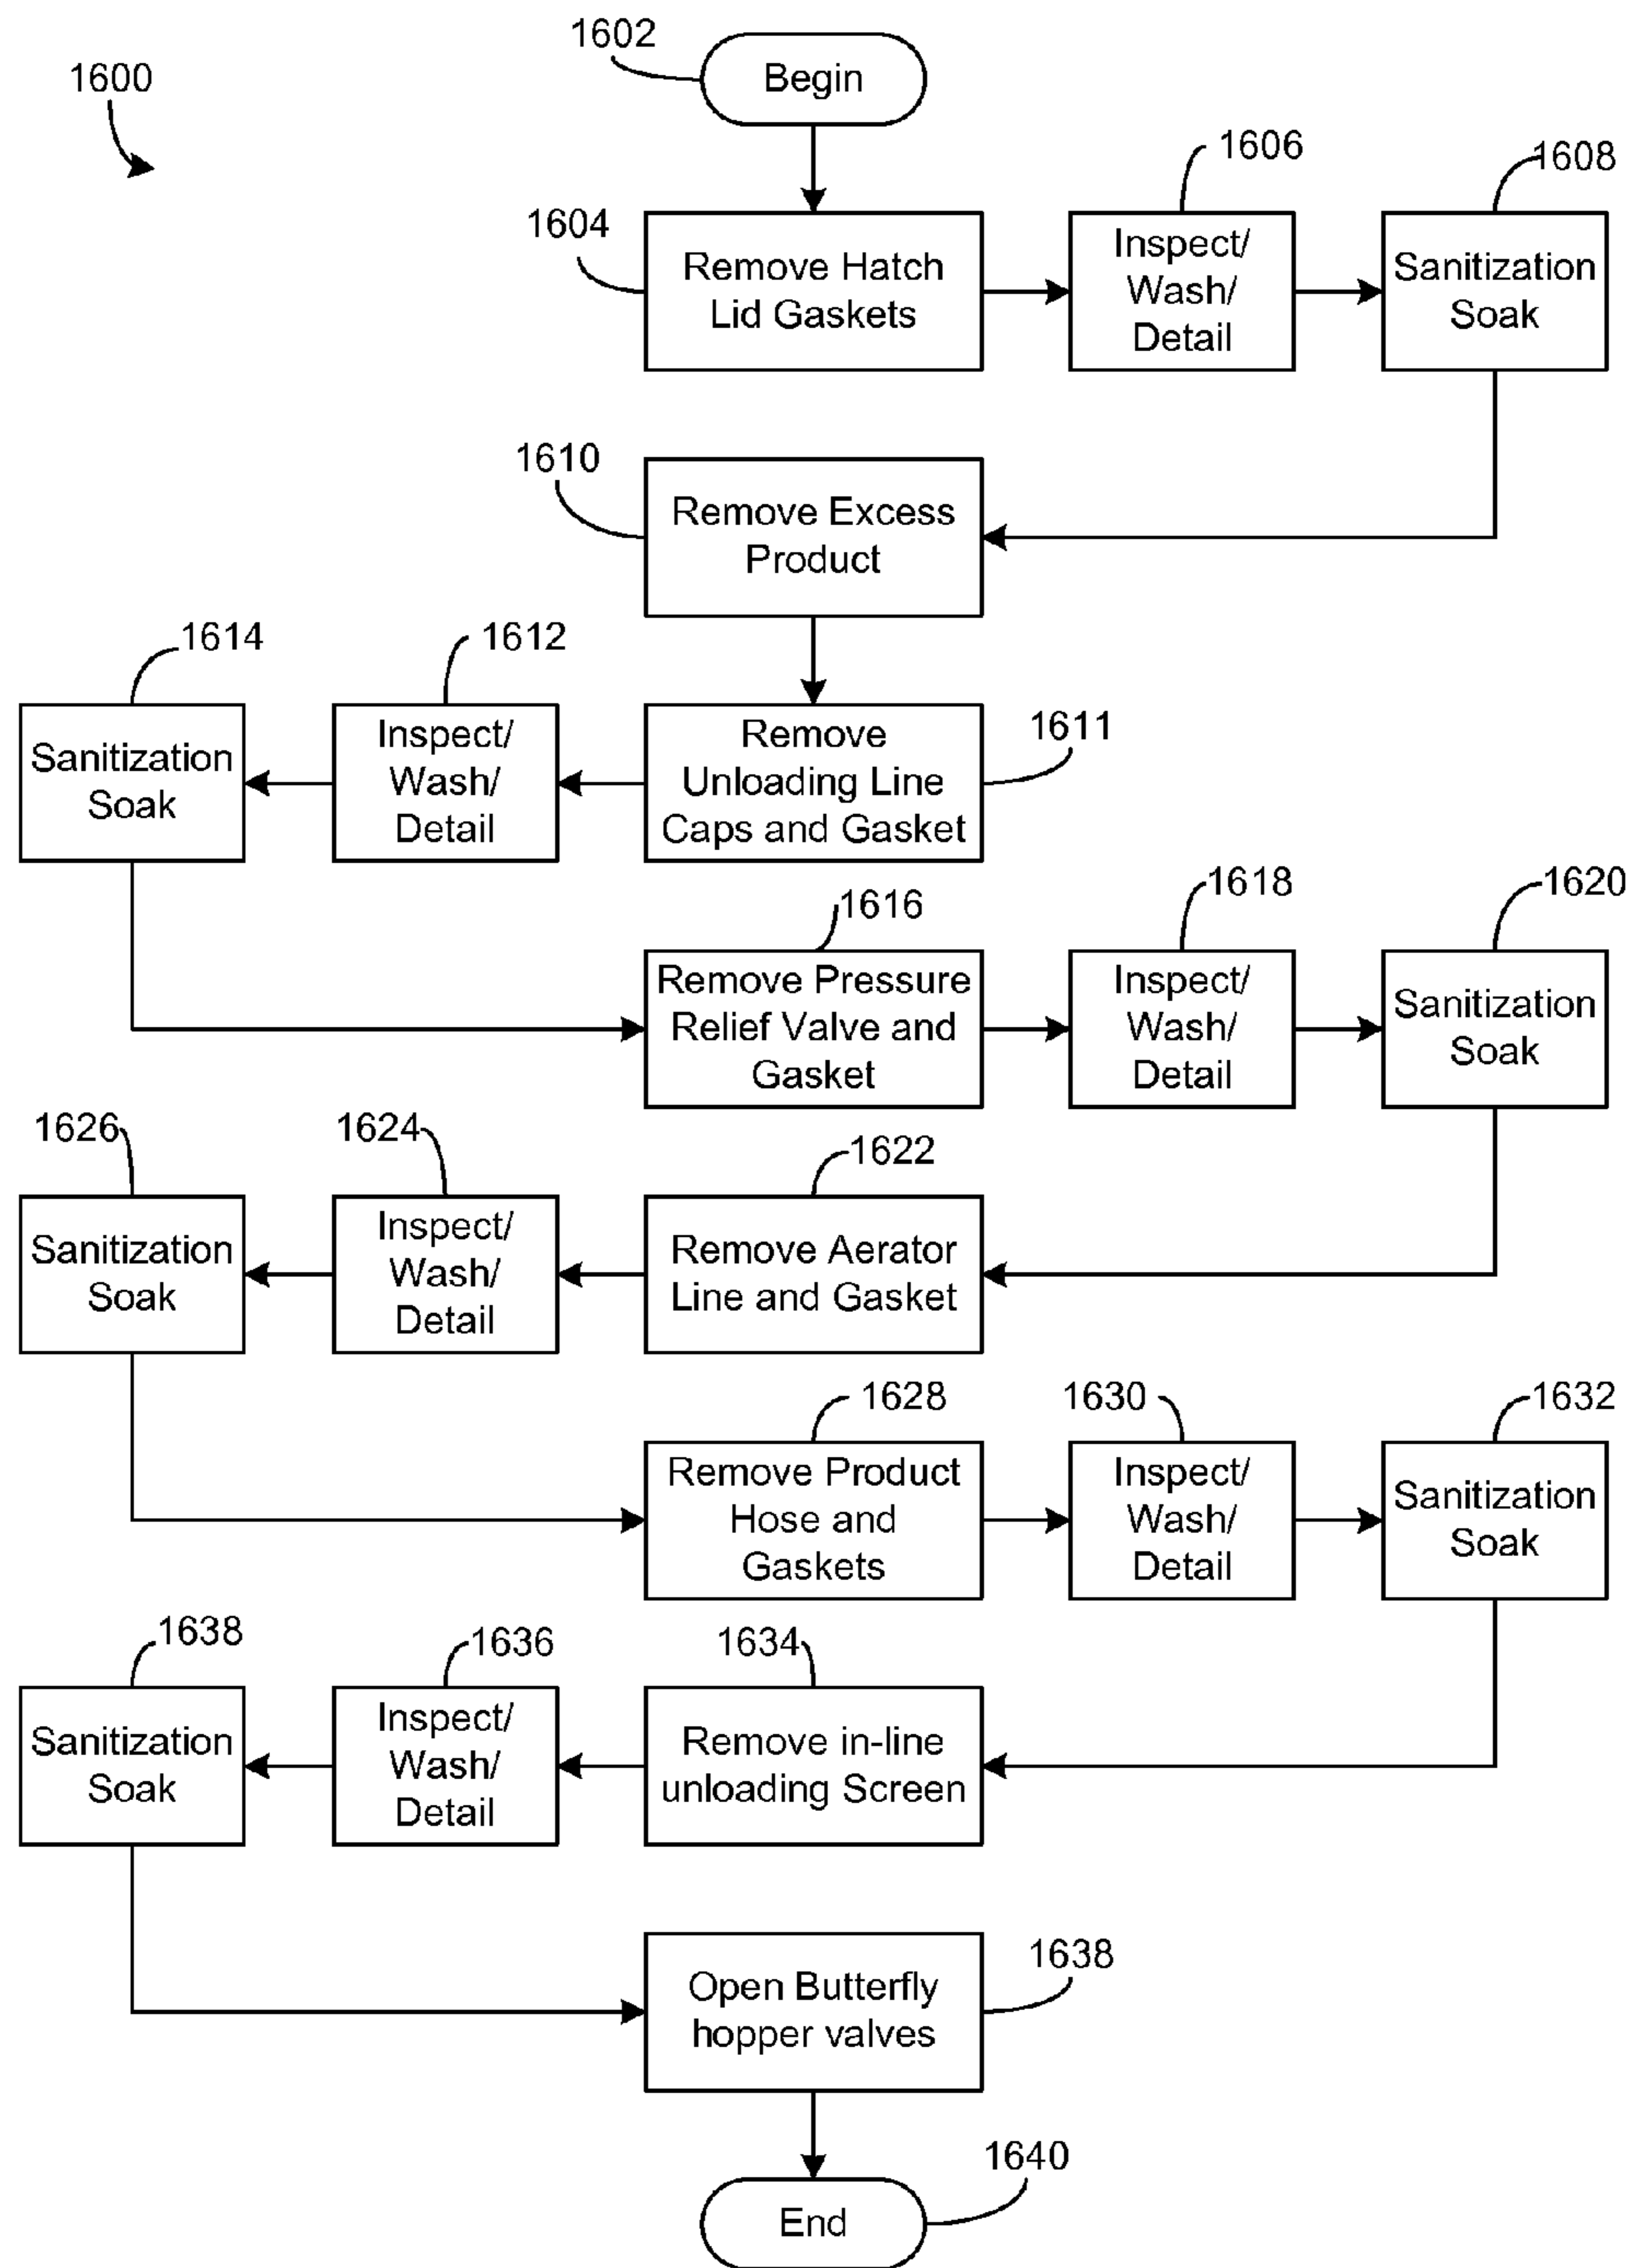 1602
Begin
1600
1606
1608
1604
Remove Hatch
Lid Gaskets
Inspect/
Wash/
Detail
Sanitization
Soak
1610
Remove Excess
Product
1614
1612
1611
Sanitization
Soak
Inspect/
Wash/
Detail
Remove
Unloading Line
Caps and Gasket
1616
1618
1620
Remove Pressure
Relief Valve and
Gasket
Inspect/
Wash/
Detail
Sanitization
Soak
1626
1624
1622
Sanitization
Soak
Inspect/
Wash/
Detail
Remove Aerator
Line and Gasket
1628
1630
1632
Remove Product
Hose and
Gaskets
Inspect/
Wash/
Detail
Sanitization
Soak
1638
1636
1634
Sanitization
Soak
Inspect/
Wash/
Detail
Remove in-line
unloading Screen
1638
Open Butterfly
hopper valves
1640
End